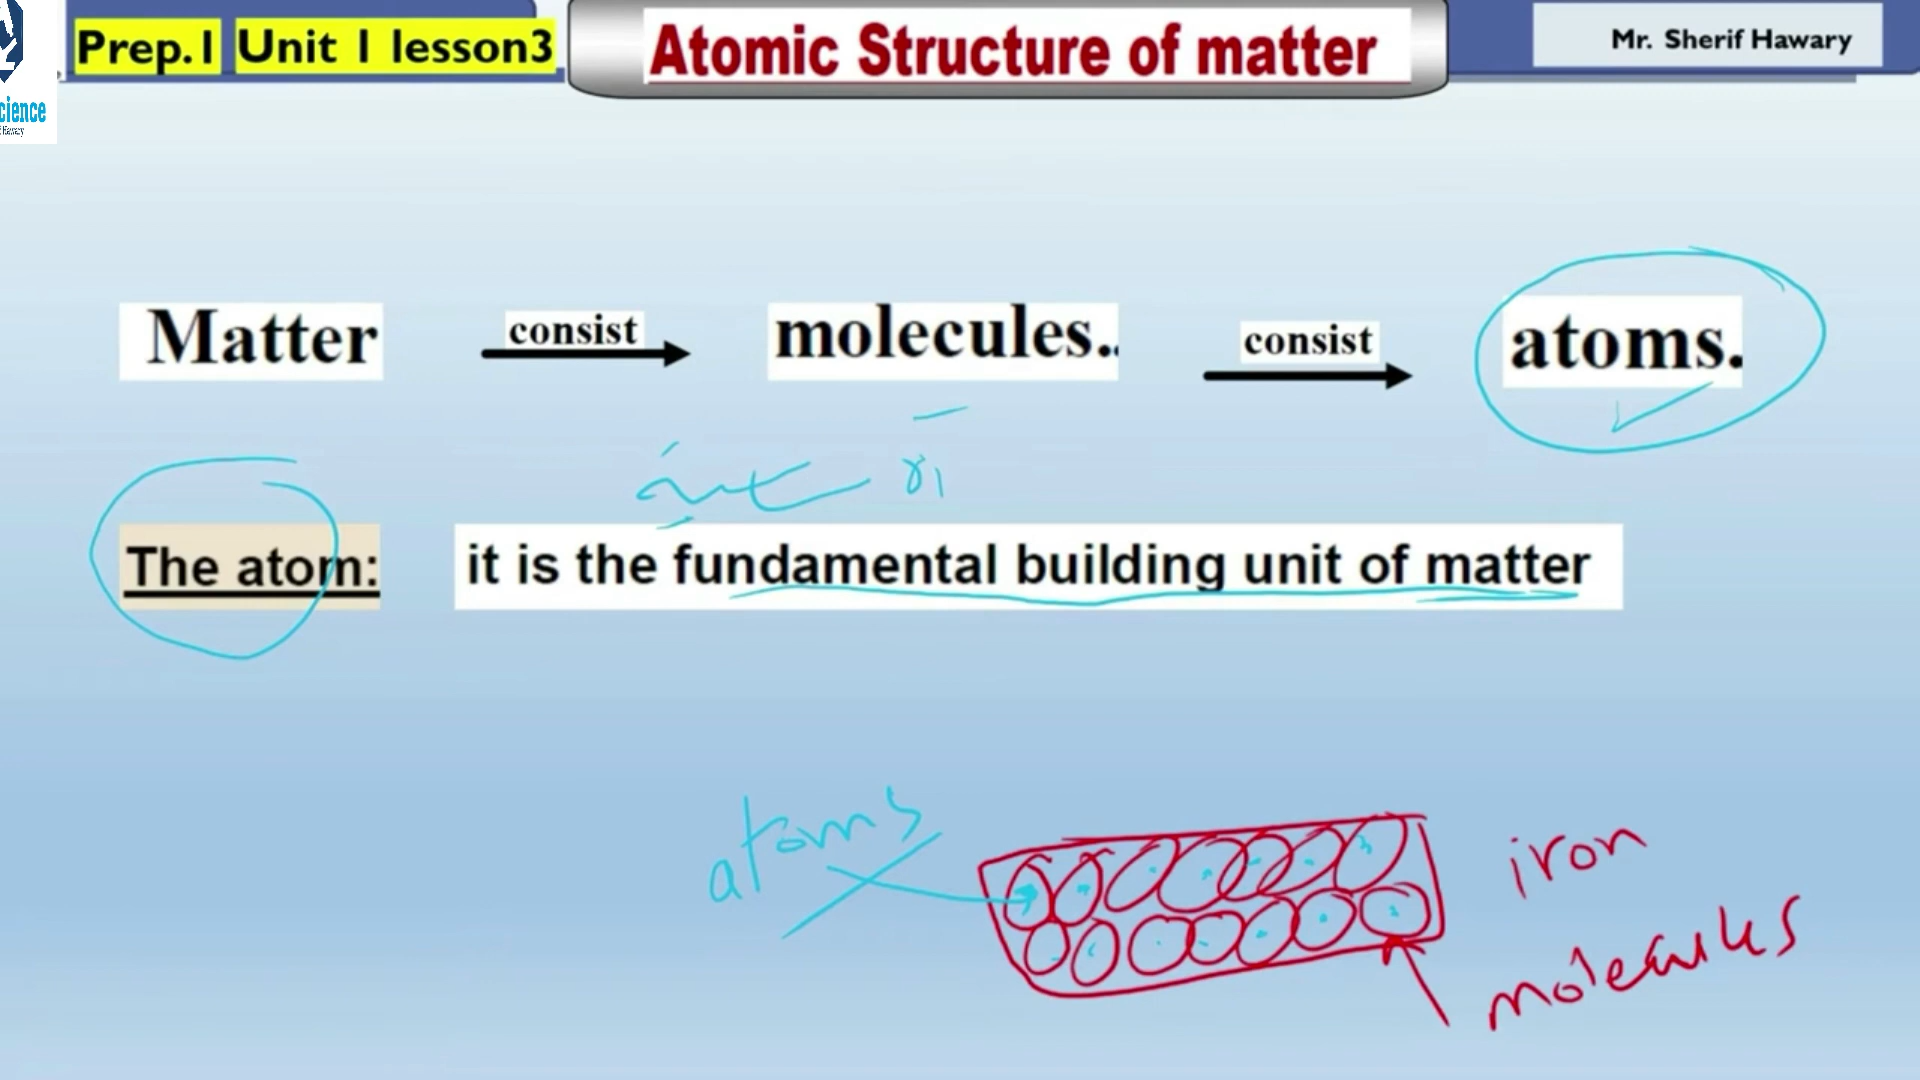 Prep.1 Unit 1 lesson3
Atomic Structure of matter
Mr. Sherif Hawary
cience
Matter consist molecules.. consist atoms.
The atom: it is the fundamental building unit of matter
atoms
iron
molecules